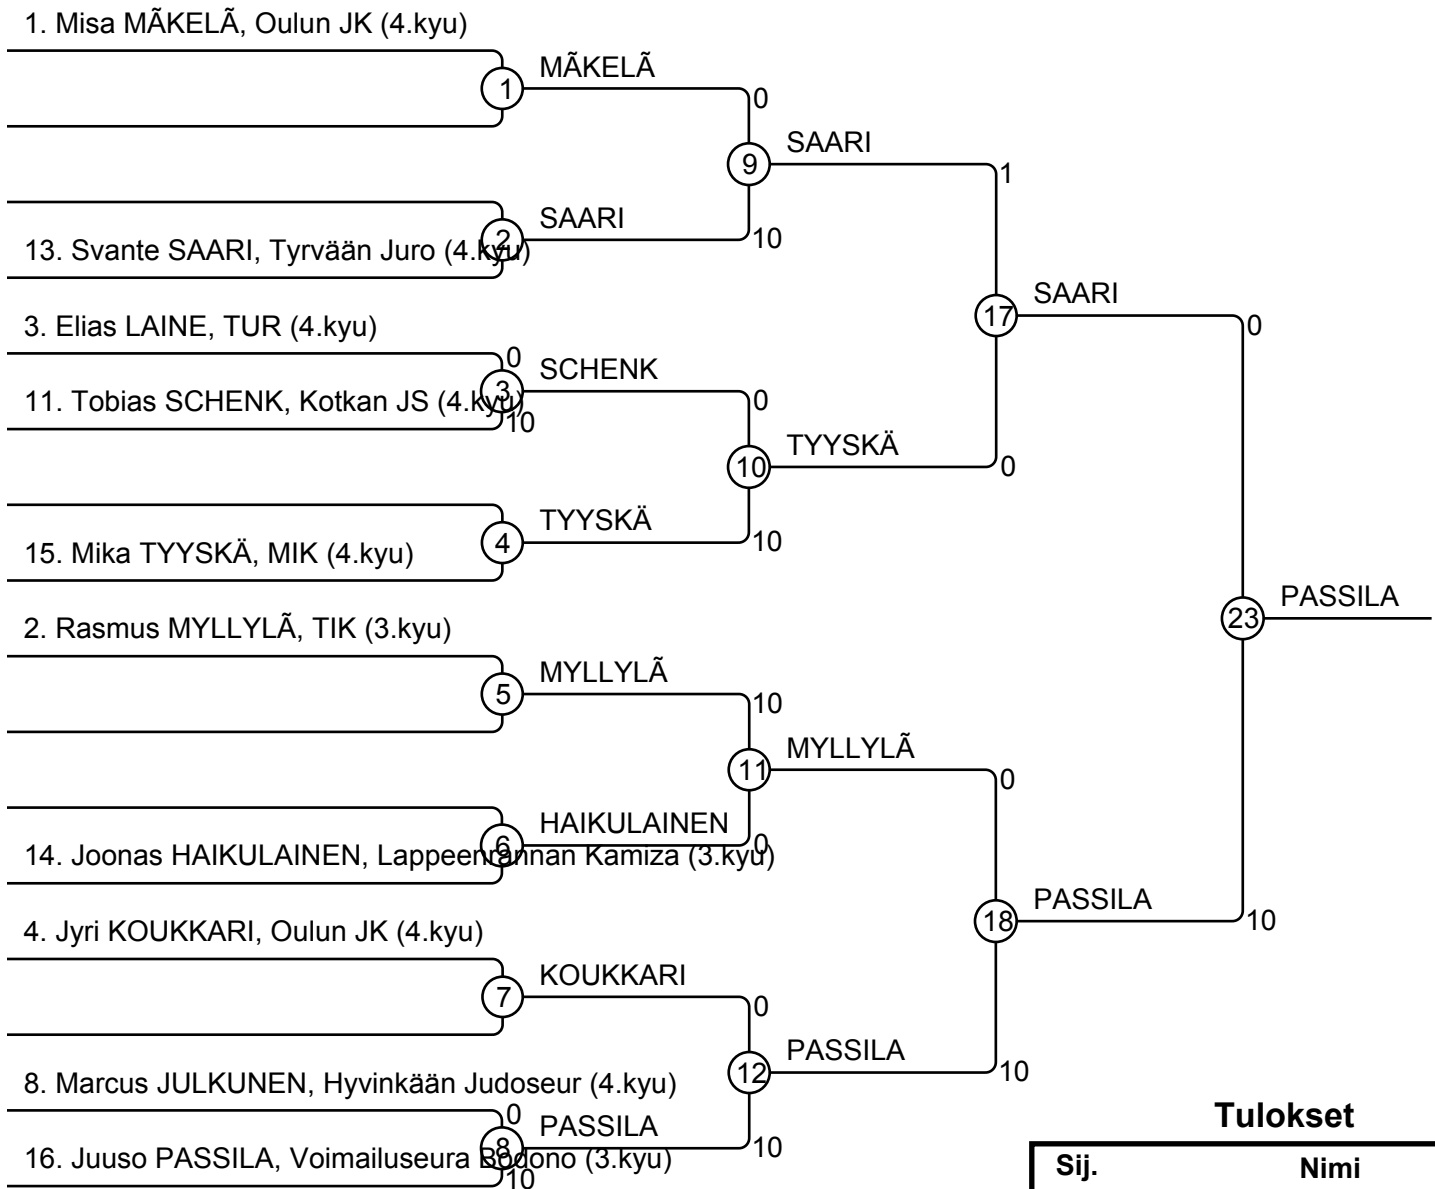 1. Misa MÃKELÃ, Oulun JK (4.kyu)
1
MÃKELÃ
0
9
SAARI
1
2
SAARI
10
13. Svante SAARI, Tyrvään Juro (4.kyu)
17
SAARI
0
3. Elias LAINE, TUR (4.kyu)
0
3
SCHENK
0
11. Tobias SCHENK, Kotkan JS (4.kyu)
10
10
TYYSKÄ
0
4
TYYSKÄ
10
15. Mika TYYSKÄ, MIK (4.kyu)
23
PASSILA
2. Rasmus MYLLYLÃ, TIK (3.kyu)
5
MYLLYLÃ
10
11
MYLLYLÃ
0
6
HAIKULAINEN
0
14. Joonas HAIKULAINEN, Lappeenrannan Kamiza (3.kyu)
18
PASSILA
10
4. Jyri KOUKKARI, Oulun JK (4.kyu)
7
KOUKKARI
0
12
PASSILA
10
8. Marcus JULKUNEN, Hyvinkään Judoseur (4.kyu)
0
8
PASSILA
10
16. Juuso PASSILA, Voimailuseura Bodono (3.kyu)
10
Tulokset
Sij. Nimi